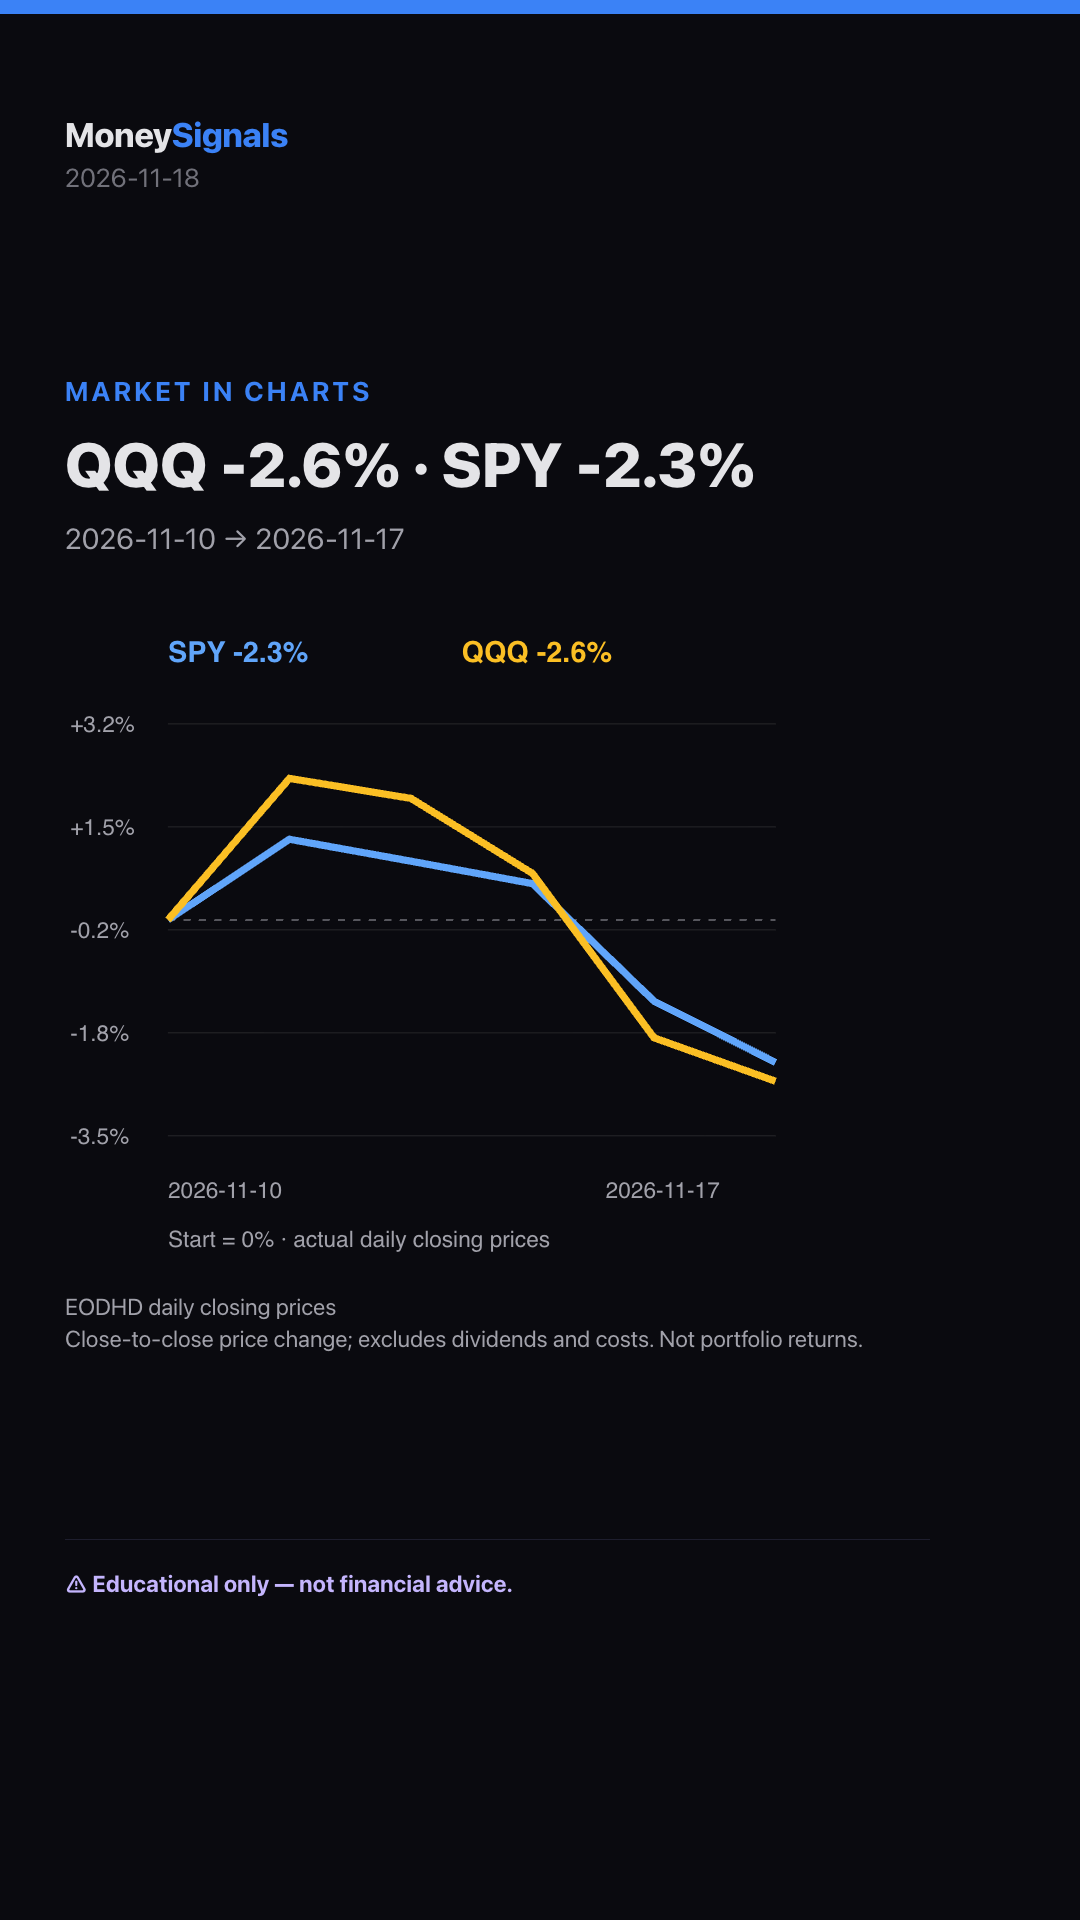 MoneySignals
2026-11-18
MARKET IN CHARTS
QQQ -2.6% · SPY -2.3%
2026-11-10 → 2026-11-17
SPY -2.3% QQQ -2.6%
+3.2%
+1.5%
-0.2%
-1.8%
-3.5%
2026-11-10 2026-11-17
Start = 0% · actual daily closing prices
EODHD daily closing prices
Close-to-close price change; excludes dividends and costs. Not portfolio returns.
⚠ Educational only — not financial advice.